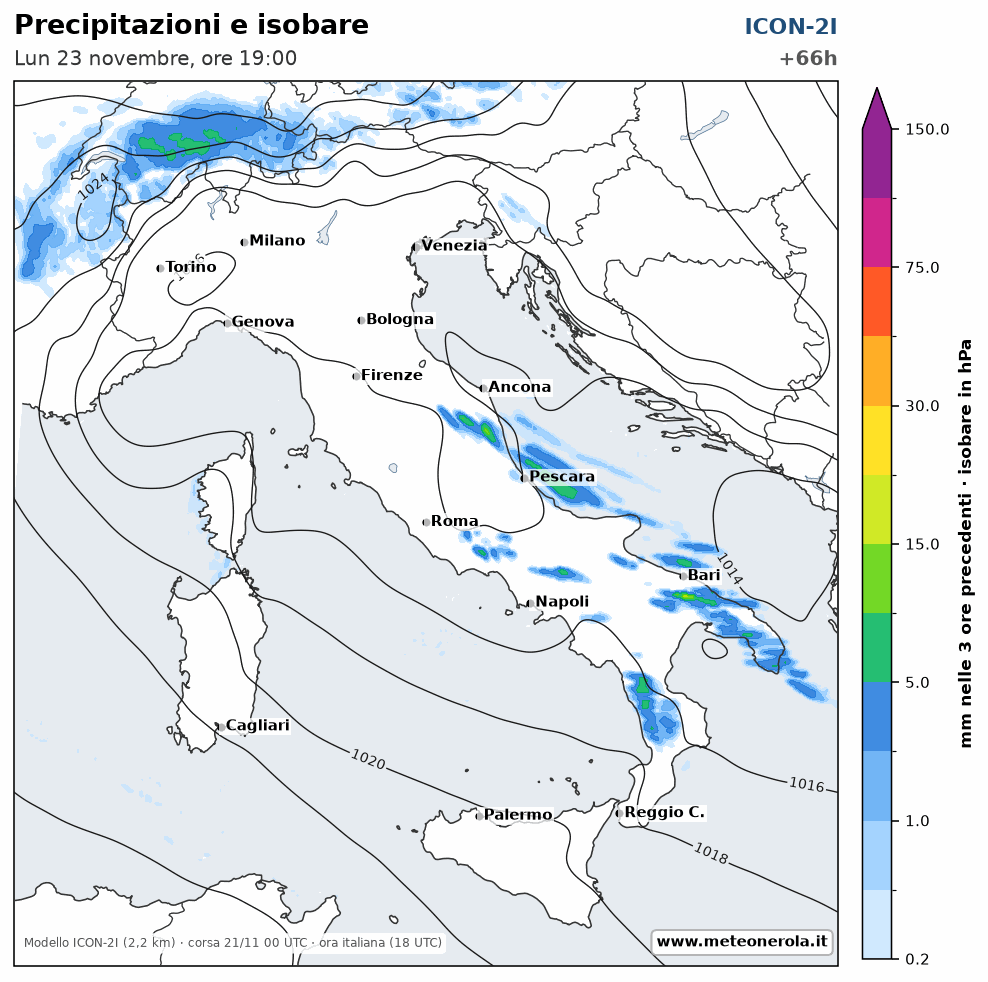 Precipitazioni e isobare
ICON-2I
Lun 23 novembre, ore 19:00
+66h
150.0
1024
Milano
Venezia
Torino
75.0
Genova
Bologna
Firenze
Ancona
30.0
Pescara
Roma
15.0
1014
Bari
Napoli
5.0
Cagliari
1020
1016
Palermo
Reggio C.
1.0
1018
mm nelle 3 ore precedenti · isobare in hPa
Modello ICON-2I (2,2 km) · corsa 21/11 00 UTC · ora italiana (18 UTC)
www.meteonerola.it
0.2